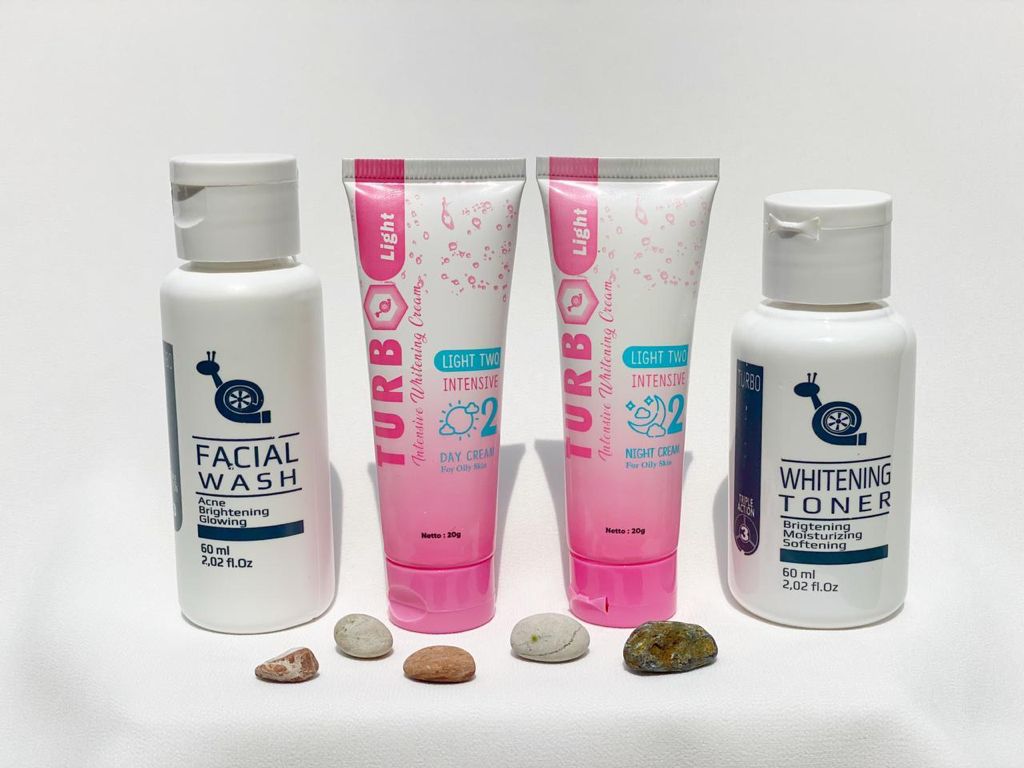 FACIAL
WASH
Acne
Brightening
Glowing
60 ml
2,02 fl.Oz
Light
TURBO
Intensive Whitening Cream
LIGHT TWO
INTENSIVE
2
DAY CREAM
For Oily Skin
Netto : 20g
Light
TURBO
Intensive Whitening Cream
LIGHT TWO
INTENSIVE
2
NIGHT CREAM
For Oily Skin
Netto : 20g
TURBO
TRIPLE
ACTION
3
WHITENING
TONER
Brigtening
Moisturizing
Softening
60 ml
2,02 fl.Oz